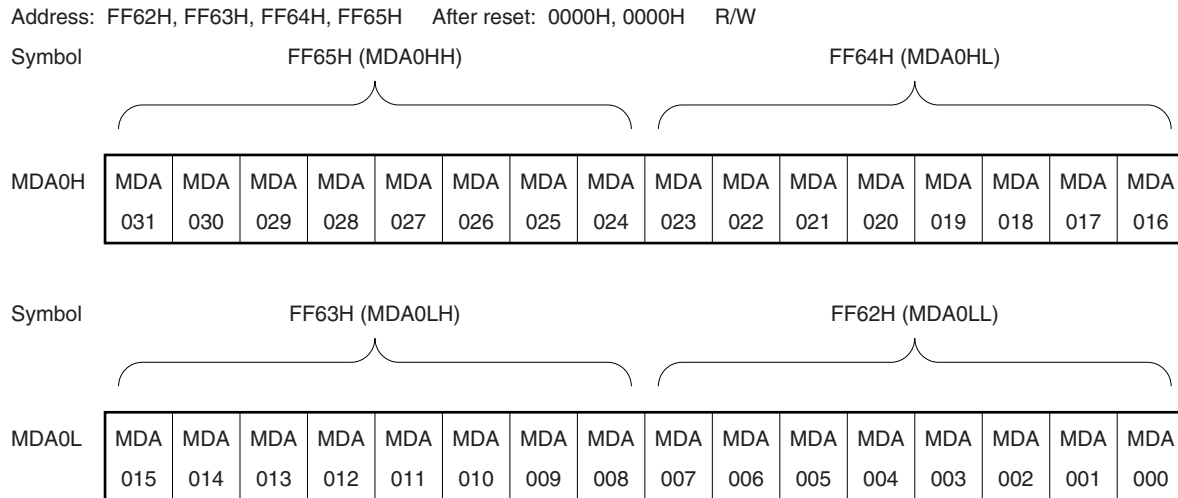 Address: FF62H, FF63H, FF64H, FF65H After reset: 0000H, 0000H R/W
Symbol FF65H (MDA0HH) FF64H (MDA0HL)
MDA0H MDA MDA MDA MDA MDA MDA MDA MDA MDA MDA MDA MDA MDA MDA MDA MDA
031 030 029 028 027 026 025 024 023 022 021 020 019 018 017 016
Symbol FF63H (MDA0LH) FF62H (MDA0LL)
MDA0L MDA MDA MDA MDA MDA MDA MDA MDA MDA MDA MDA MDA MDA MDA MDA MDA
015 014 013 012 011 010 009 008 007 006 005 004 003 002 001 000